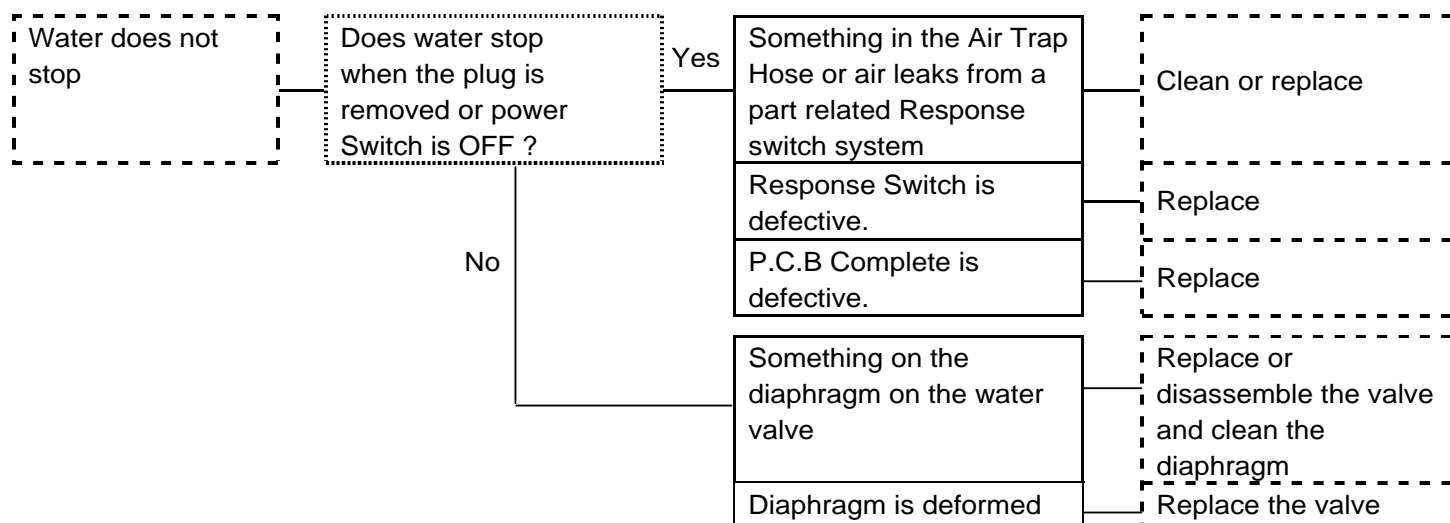 Water does not
stop
Does water stop
when the plug is
removed or power
Switch is OFF ?
Yes
Something in the Air Trap
Hose or air leaks from a
part related Response
switch system
Clean or replace
Response Switch is
defective.
Replace
No
P.C.B Complete is
defective.
Replace
Something on the
diaphragm on the water
valve
Replace or
disassemble the valve
and clean the
diaphragm
Diaphragm is deformed
Replace the valve